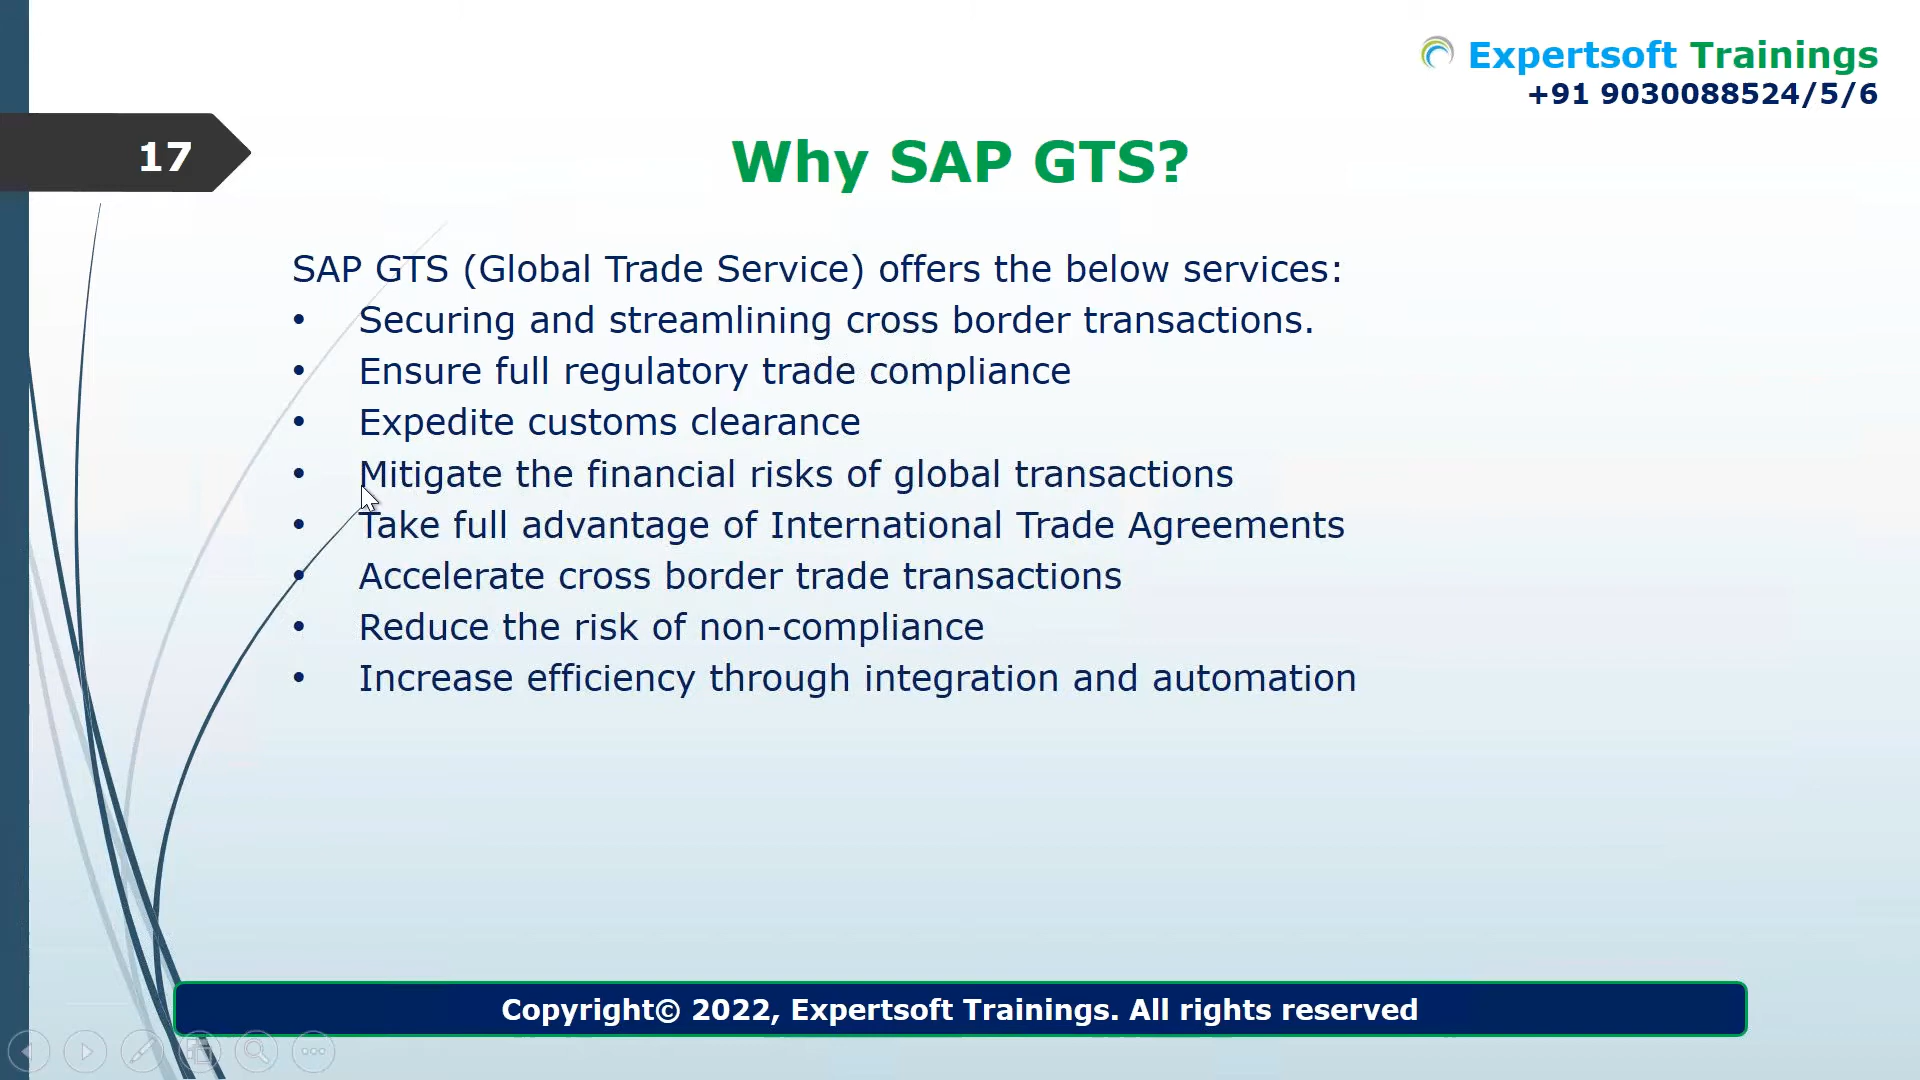 Expertsoft Trainings
+91 9030088524/5/6
17
Why SAP GTS?
SAP GTS (Global Trade Service) offers the below services:
• Securing and streamlining cross border transactions.
• Ensure full regulatory trade compliance
• Expedite customs clearance
• Mitigate the financial risks of global transactions
• Take full advantage of International Trade Agreements
• Accelerate cross border trade transactions
• Reduce the risk of non-compliance
• Increase efficiency through integration and automation
Copyright© 2022, Expertsoft Trainings. All rights reserved